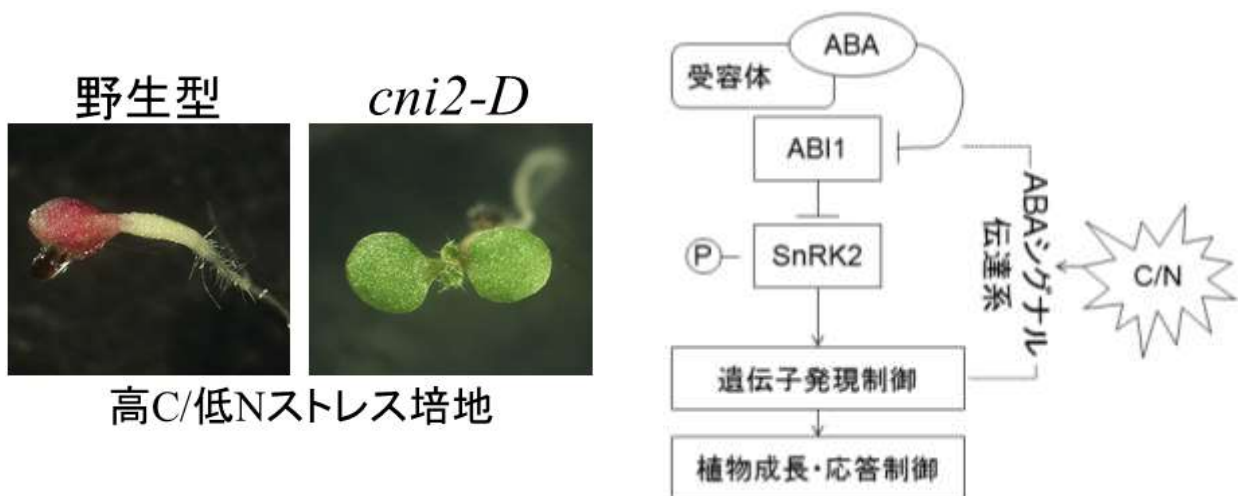 野生型
cni2-D
高C/低Nストレス培地
ABA
受容体
ABI1
P
SnRK2
遺伝子発現制御
植物成長・応答制御
ABAシグナル
伝達系
C/N